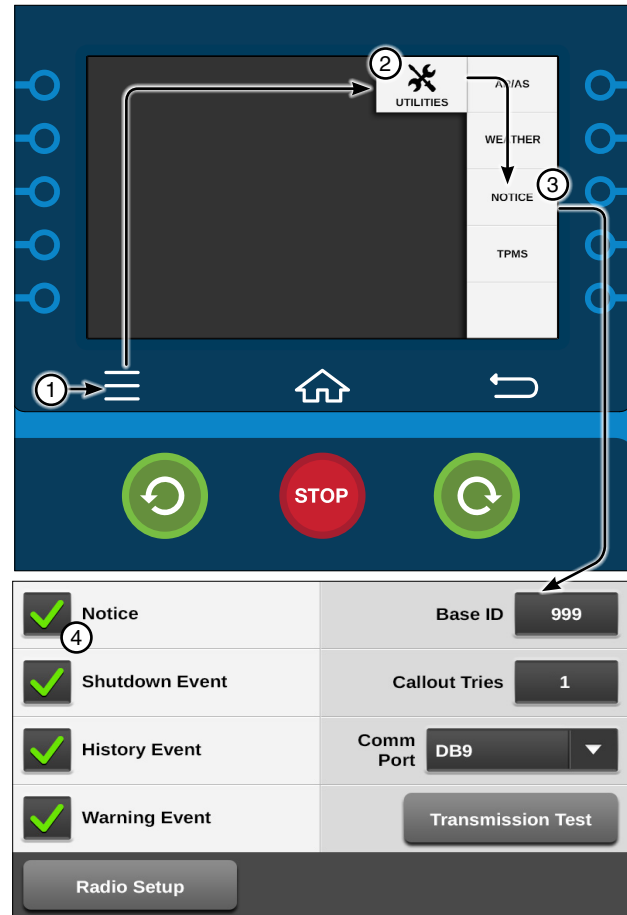 2
UTILITIES
WEATHER
3
NOTICE
TPMS
1
STOP
Notice
4
Base ID
999
Shutdown Event
Callout Tries
1
History Event
Comm
Port
DB9
Warning Event
Transmission Test
Radio Setup